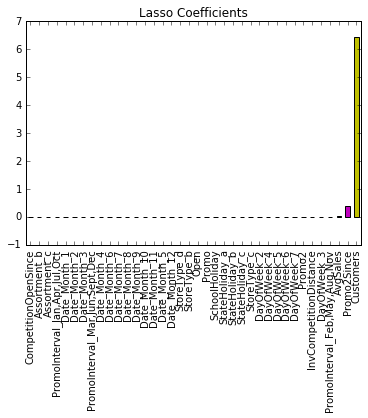 Lasso Coefficients
7
6
5
4
3
2
1
0
−1
CompetitionOpenSince
Assortment_b
Assortment_c
PromoInterval_Jan,Apr,Jul,Oct
Date_Month_1
Date_Month_2
Date_Month_3
PromoInterval_Mar,Jun,Sept,Dec
Date_Month_4
Date_Month_6
Date_Month_7
Date_Month_8
Date_Month_9
Date_Month_10
Date_Month_11
Date_Month_5
Date_Month_12
StoreType_d
StoreType_b
Open
Promo
SchoolHoliday
StateHoliday_a
StateHoliday_b
StateHoliday_c
StoreType_c
DayOfWeek_2
DayOfWeek_4
DayOfWeek_5
DayOfWeek_6
DayOfWeek_7
Promo2
InvCompetitionDistance
DayOfWeek_3
PromoInterval_Feb,May,Aug,Nov
AvgSales
Promo2Since
Customers